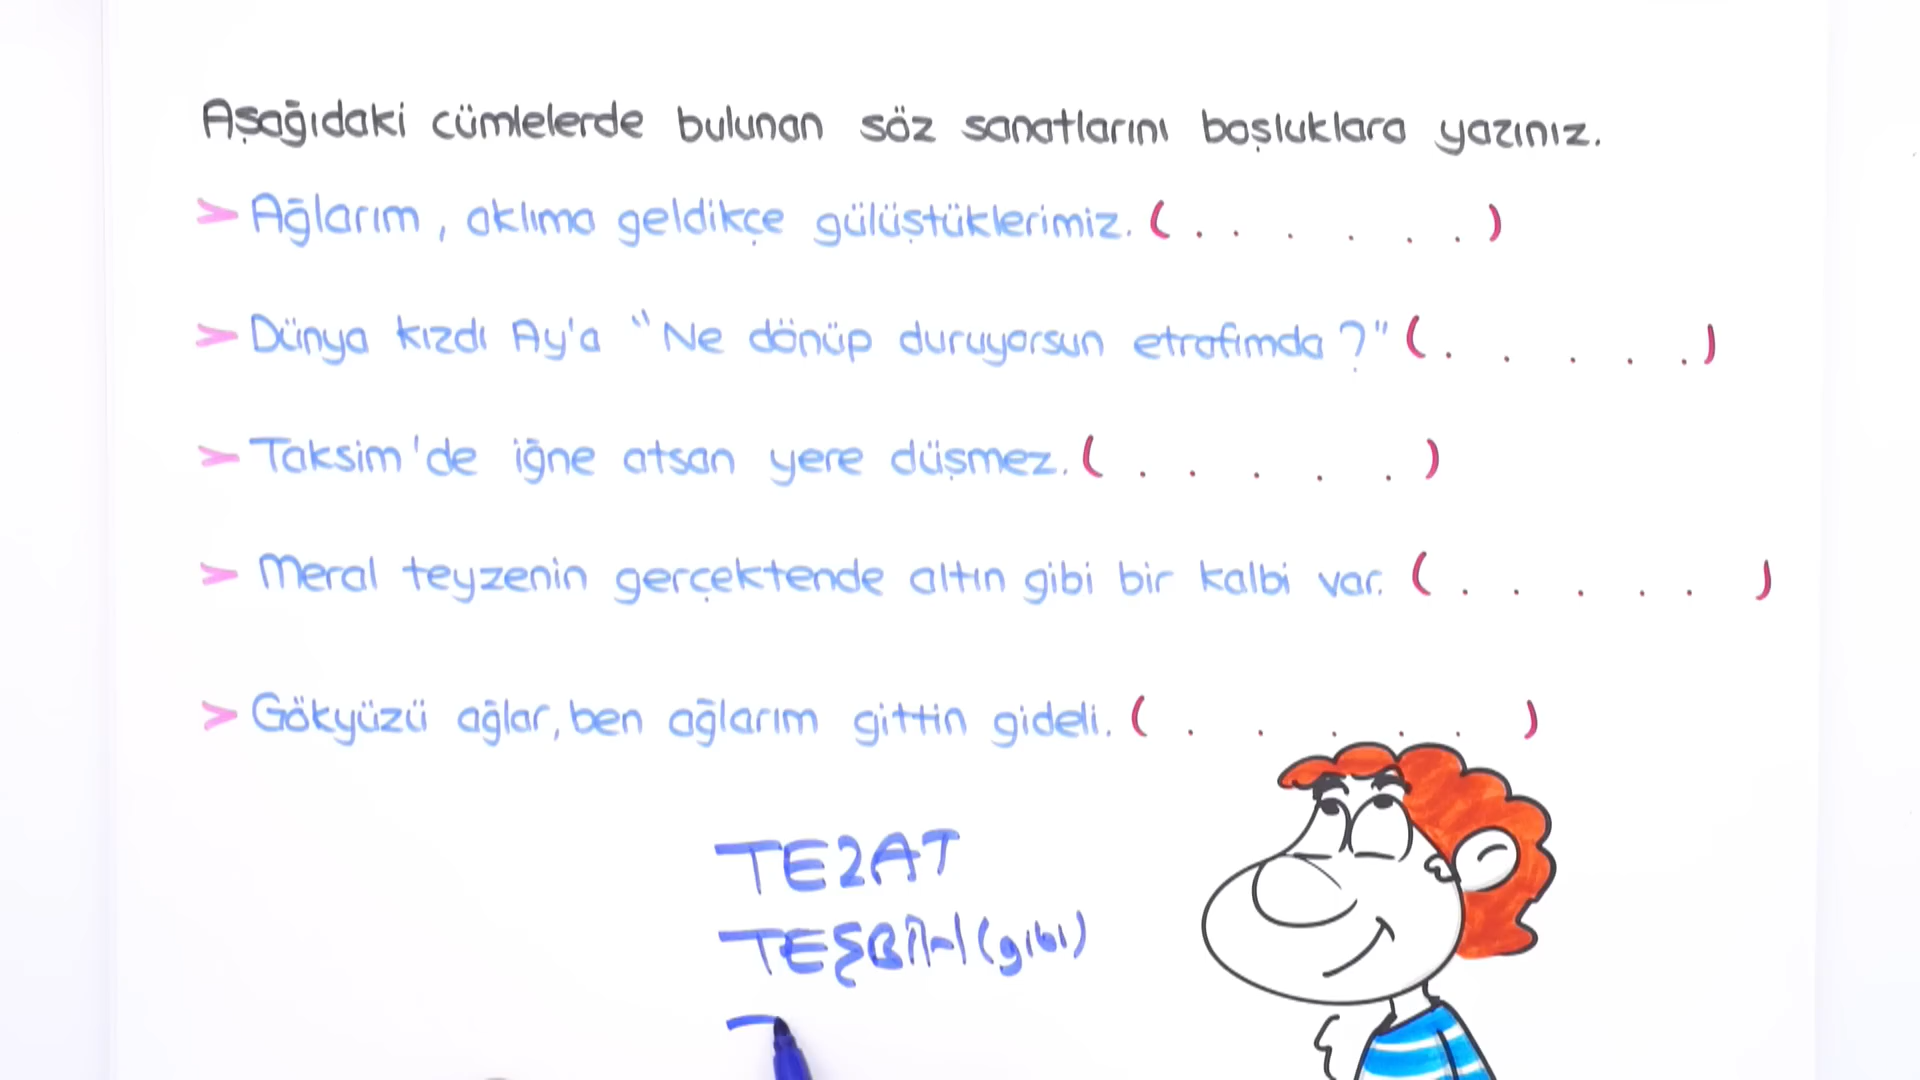 Aşağıdaki cümlelerde bulunan söz sanatlarını boşluklara yazınız.
> Ağlarım, aklıma geldikçe gülüştüklerimiz. (. . . . . .)
> Dünya kızdı Ay'a "Ne dönüp duruyorsun etrafımda?" (. . . . .)
> Taksim'de iğne atsan yere düşmez. (. . . . .)
> Meral teyzenin gerçektende altın gibi bir kalbi var. (. . . . .)
> Gökyüzü ağlar, ben ağlarım gittin gideli. (. . . . .)
TEZAT
TEŞBİH (gibi)